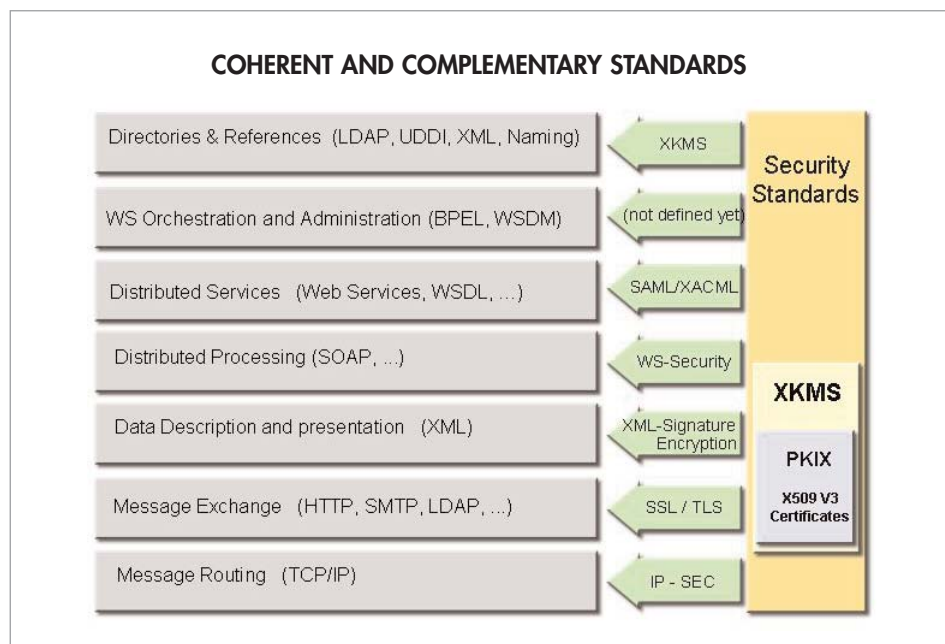 COHERENT AND COMPLEMENTARY STANDARDS
Directories & References (LDAP, UDDI, XML, Naming)
XKMS
WS Orchestration and Administration (BPEL, WSDM)
(not defined yet)
Distributed Services (Web Services, WSDL, ...)
SAML/XACML
Distributed Processing (SOAP, ...)
WS-Security
Data Description and presentation (XML)
XML-Signature
Encryption
Message Exchange (HTTP, SMTP, LDAP, ...)
SSL / TLS
Message Routing (TCP/IP)
IP - SEC
Security
Standards
XKMS
PKIX
X509 V3
Certificates